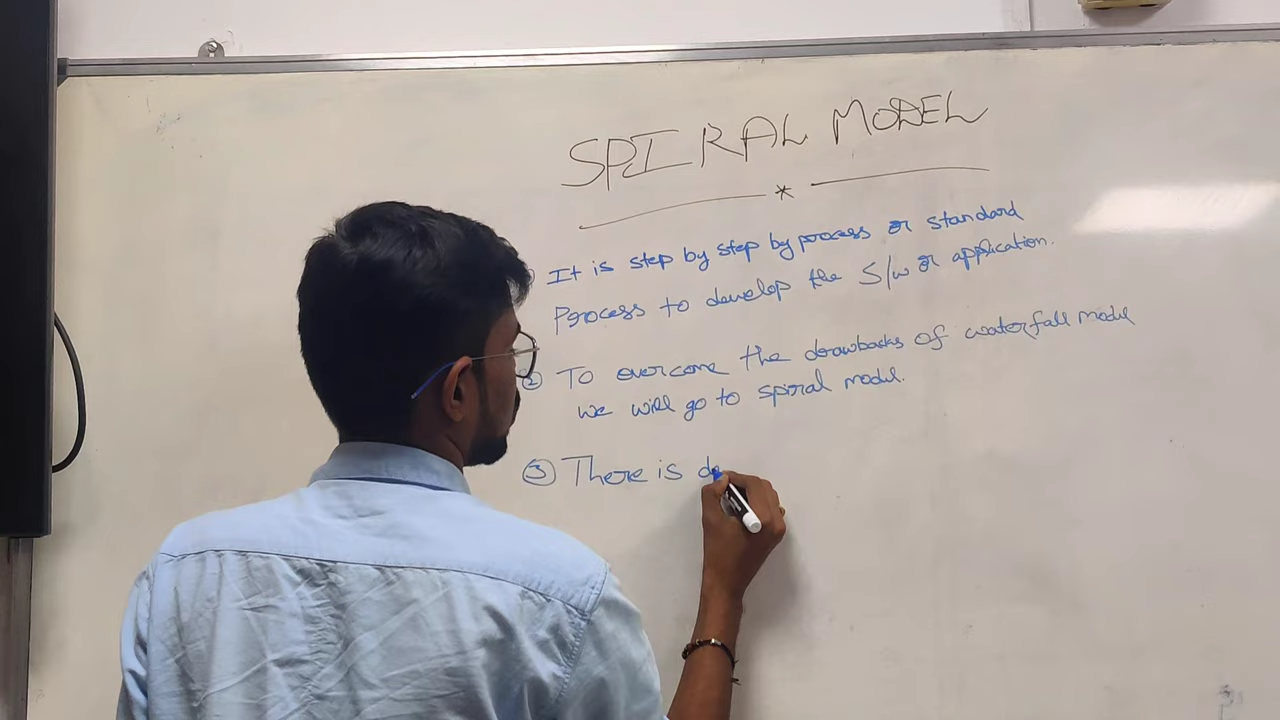 SPIRAL MODEL
*
It is step by step by process or standard
Process to develop the S/w or application.
② To overcome the drawbacks of waterfall model
we will go to spiral model.
③ There is de